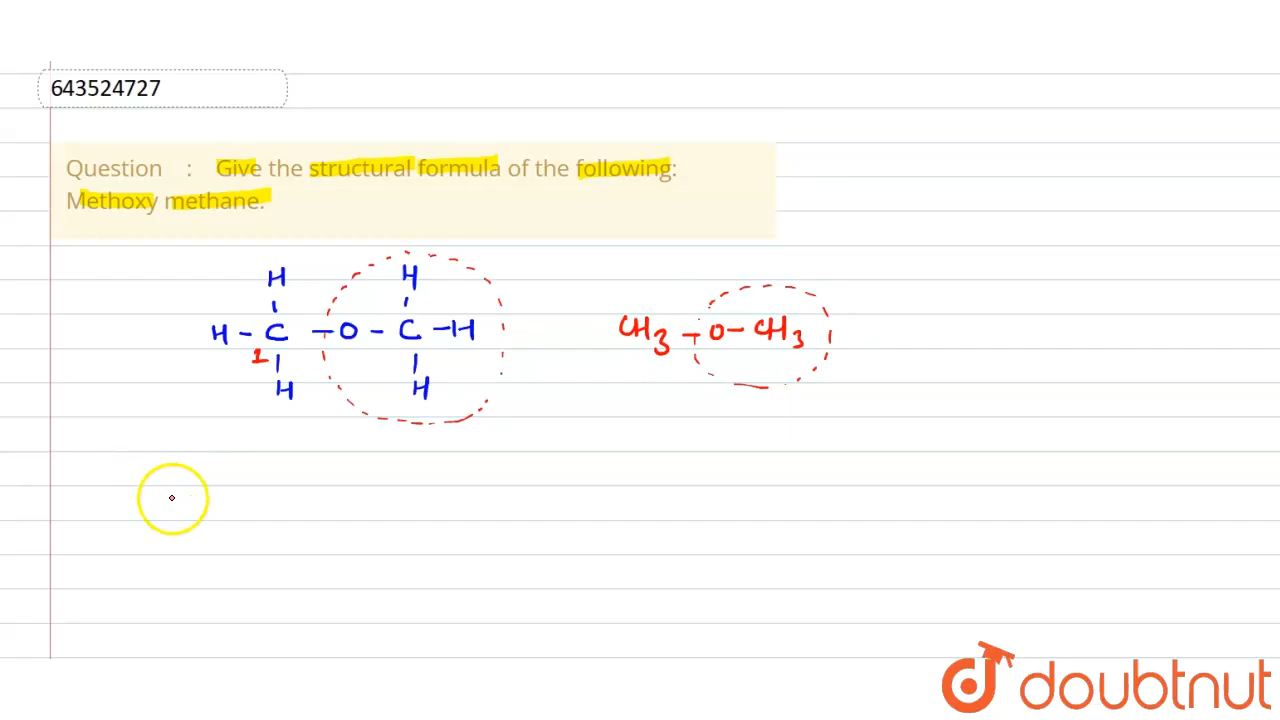 643524727
Question : Give the structural formula of the following:
Methoxy methane.
H H
H - C - O - C - H
1
H H
CH3 - O - CH3
doubtnut